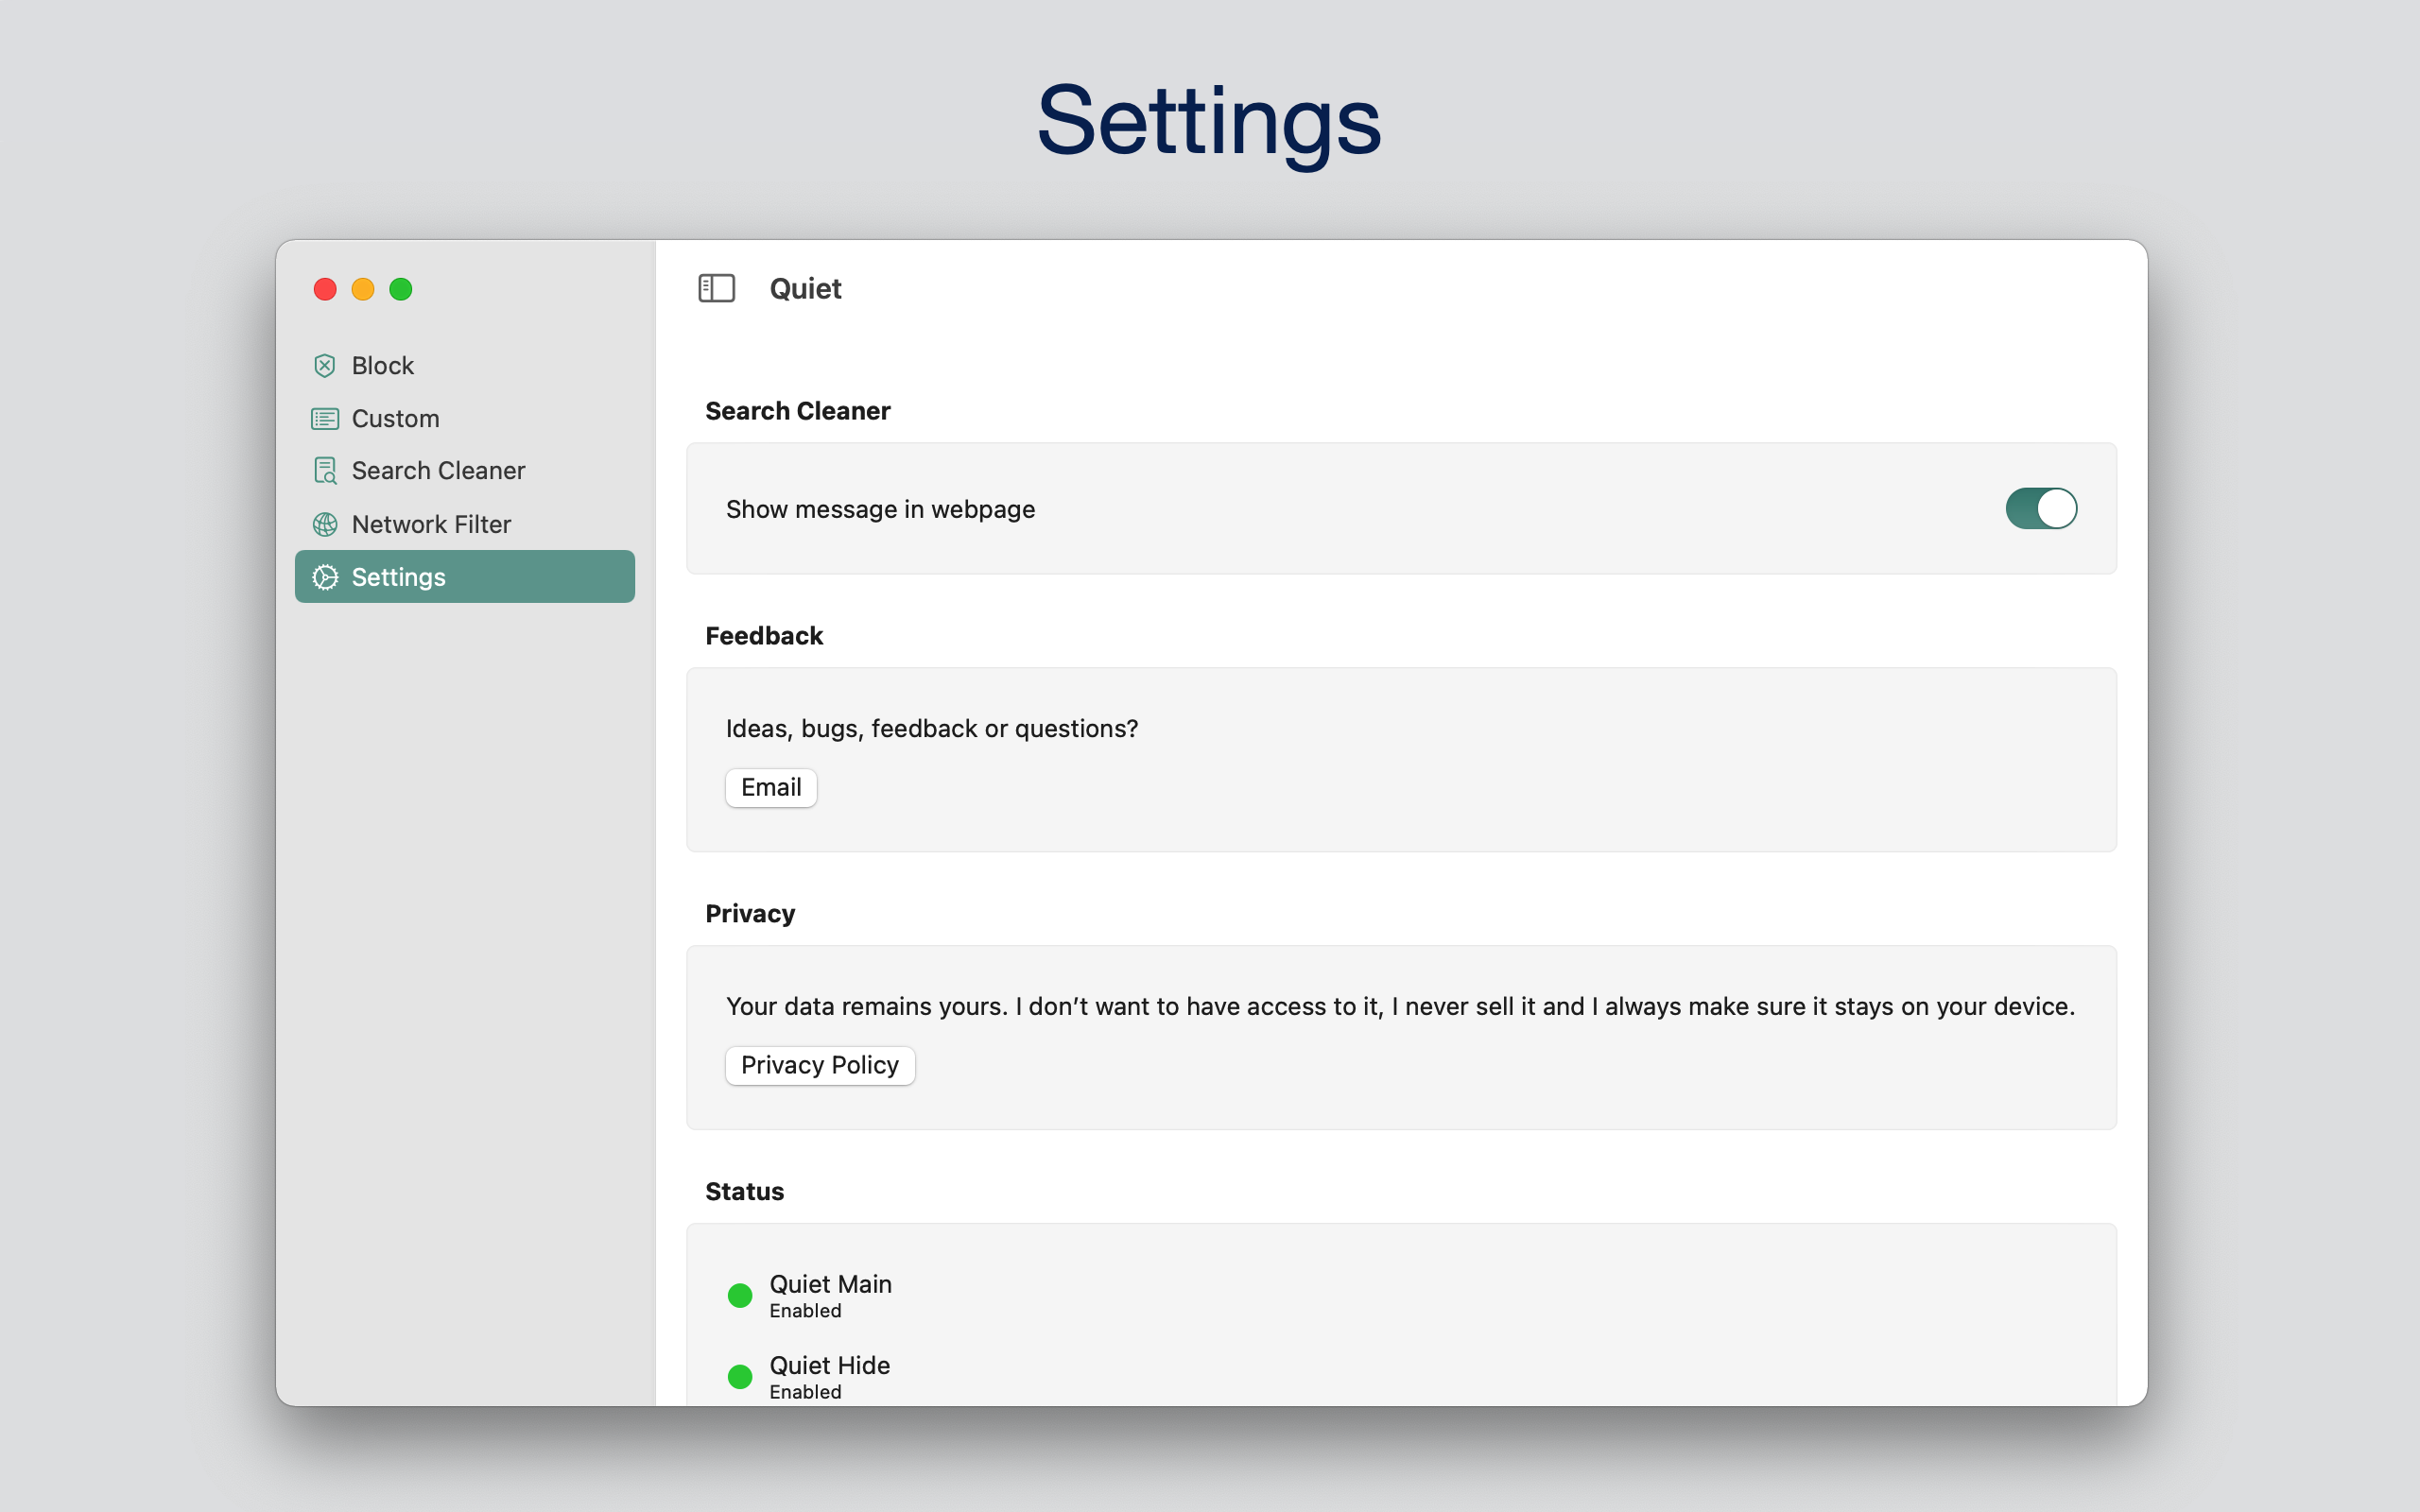 Settings
Quiet
Block
Custom
Search Cleaner
Network Filter
Settings
Search Cleaner
Show message in webpage
Feedback
Ideas, bugs, feedback or questions?
Email
Privacy
Your data remains yours. I don’t want to have access to it, I never sell it and I always make sure it stays on your device.
Privacy Policy
Status
Quiet Main
Enabled
Quiet Hide
Enabled